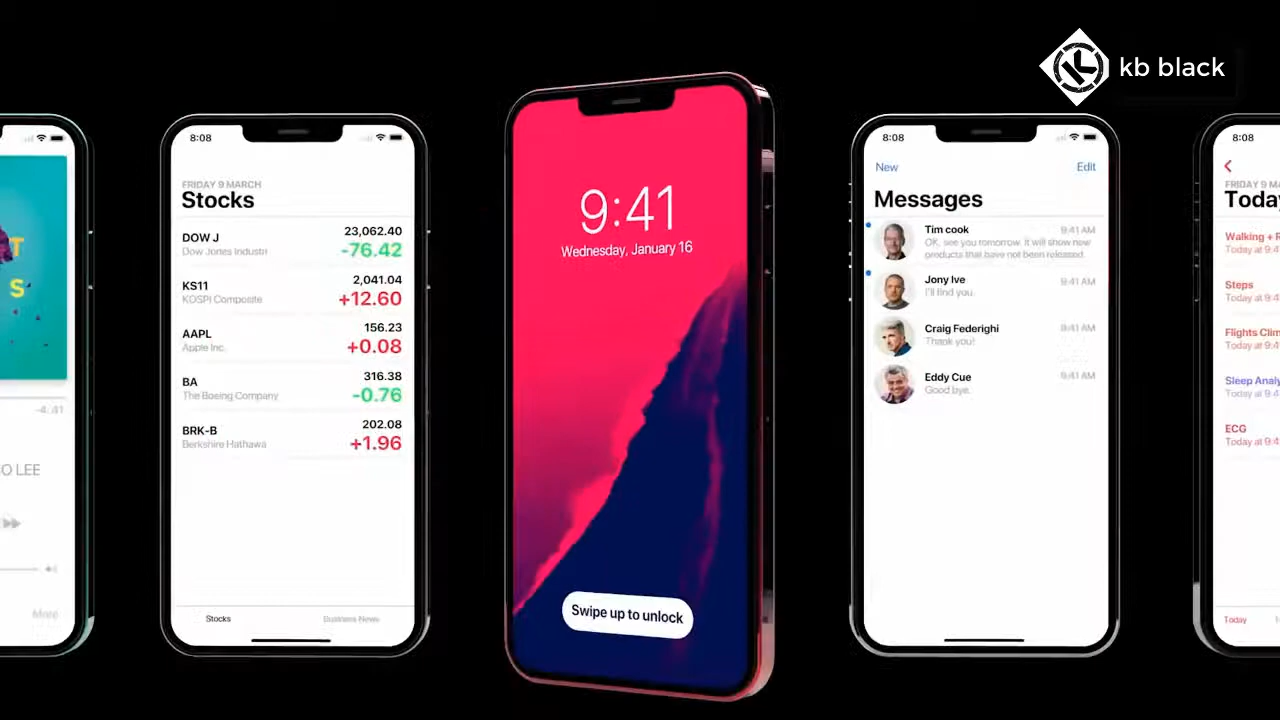 kb black
T
S
-4:41
O LEE
More
8:08
FRIDAY 9 MARCH
Stocks
DOW J 23,062.40
Dow Jones Industri -76.42
KS11 2,041.04
KOSPI Composite +12.60
AAPL 156.23
Apple Inc. +0.08
BA 316.38
The Boeing Company -0.76
BRK-B 202.08
Berkshire Hathawa +1.96
Stocks Business News
9:41
Wednesday, January 16
Swipe up to unlock
8:08
New Edit
Messages
Tim cook 9:41 AM
OK, see you tomorrow. It will show new
products that have not been released.
Jony Ive 9:41 AM
I'll find you.
Craig Federighi 9:41 AM
Thank you!
Eddy Cue 9:41 AM
Good bye.
8:08
FRIDAY 9 MA
Today
Walking + R
Today at 9:4
Steps
Today at 9:4
Flights Clim
Today at 9:4
Sleep Analy
Today at 9:4
ECG
Today at 9:4
Today